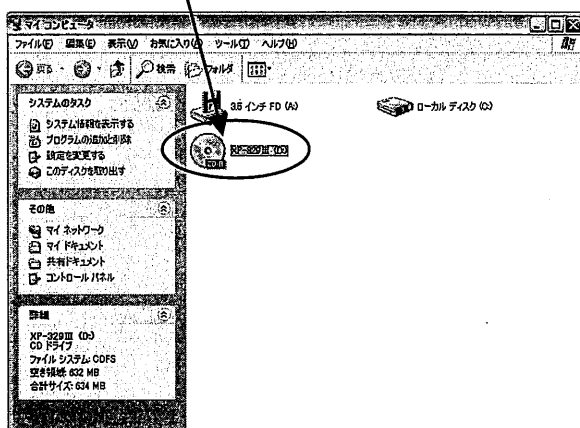 マイ コンピュータ
ファイル(F) 編集(E) 表示(V) お気に入り(A) ツール(T) ヘルプ(H)
戻る 検索 フォルダ
システムのタスク
システム情報を表示する
プログラムの追加と削除
設定を変更する
このディスクを取り出す
その他
マイ ネットワーク
マイ ドキュメント
共有ドキュメント
コントロール パネル
詳細
XP-329Ⅲ (D:)
CD ドライブ
ファイル システム: CDFS
空き領域: 632 MB
合計サイズ: 634 MB
3.5 インチ FD (A:)
ローカル ディスク (C:)
XP-329Ⅲ (D:)